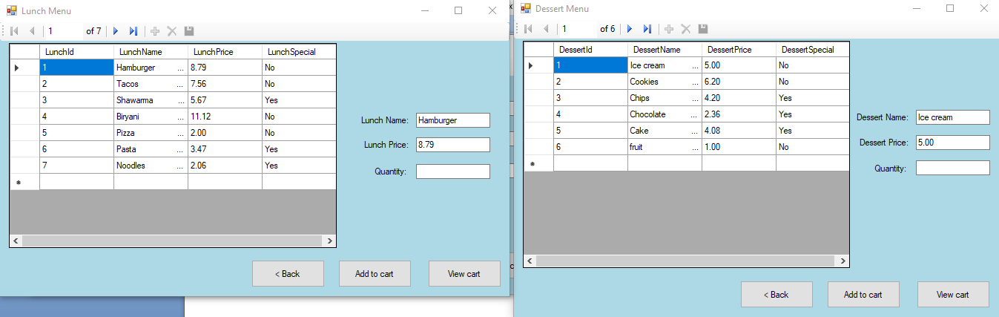 Lunch Menu
1 of 7
LunchId LunchName LunchPrice LunchSpecial
1 Hamburger ... 8.79 No
2 Tacos ... 7.56 No
3 Shawarma ... 5.67 Yes
4 Biryani ... 11.12 No
5 Pizza ... 2.00 No
6 Pasta ... 3.47 Yes
7 Noodles ... 2.06 Yes
Lunch Name: Hamburger
Lunch Price: 8.79
Quantity:
< Back Add to cart View cart
Dessert Menu
1 of 6
DessertId DessertName DessertPrice DessertSpecial
1 Ice cream ... 5.00 No
2 Cookies ... 6.20 No
3 Chips ... 4.20 Yes
4 Chocolate ... 2.36 Yes
5 Cake ... 4.08 Yes
6 fruit ... 1.00 No
Dessert Name: Ice cream
Dessert Price: 5.00
Quantity:
< Back Add to cart View cart